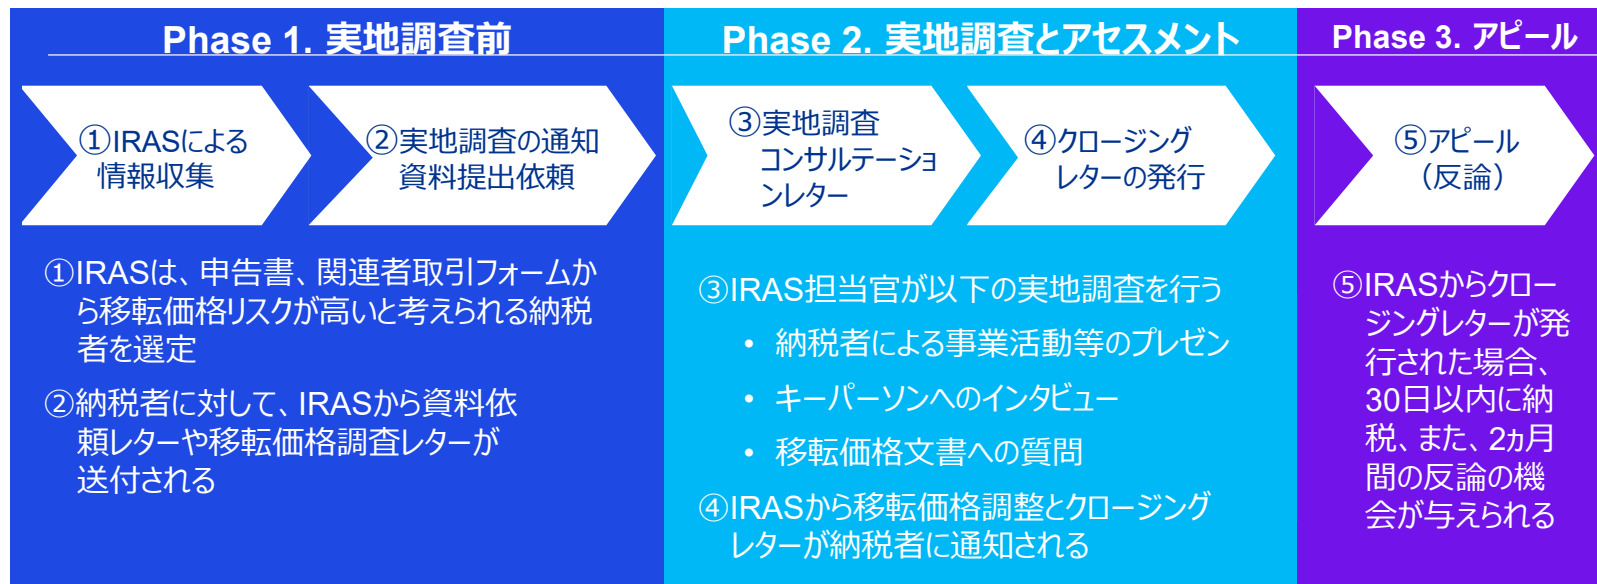 Phase 1. 実地調査前
①IRASによる
情報収集
②実地調査の通知
資料提出依頼
①IRASは、申告書、関連者取引フォームか
ら移転価格リスクが高いと考えられる納税
者を選定
②納税者に対して、IRASから資料依
頼レターや移転価格調査レターが
送付される
Phase 2. 実地調査とアセスメント
③実地調査
コンサルテーショ
ンレター
④クロージング
レターの発行
③IRAS担当官が以下の実地調査を行う
• 納税者による事業活動等のプレゼン
• キーパーソンへのインタビュー
• 移転価格文書への質問
④IRASから移転価格調整とクロージング
レターが納税者に通知される
Phase 3. アピール
⑤アピール
（反論）
⑤IRASからクロー
ジングレターが発
行された場合、
30日以内に納
税、また、2ヵ月
間の反論の機
会が与えられる